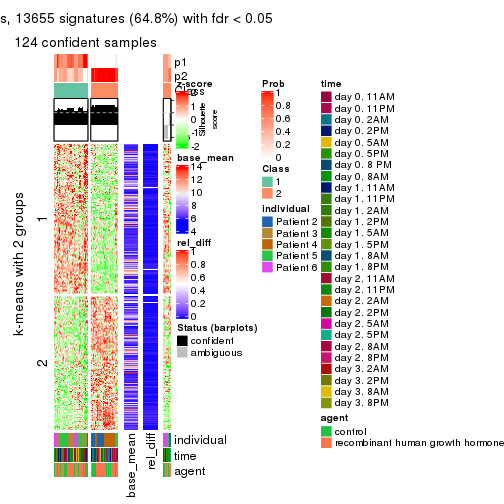 s, 13655 signatures (64.8%) with fdr < 0.05
124 confident samples
p1
p2
Class
z-score
2
1
0
-1
-2
Silhouette
score
k-means with 2 groups
1
2
base_mean
14
12
10
8
6
4
rel_diff
1
0.8
0.6
0.4
0.2
0
Status (barplots)
confident
ambiguous
Prob
1
0.8
0.6
0.4
0.2
0
Class
1
2
individual
Patient 2
Patient 3
Patient 4
Patient 5
Patient 6
time
day 0. 11AM
day 0. 11PM
day 0. 2AM
day 0. 2PM
day 0. 5AM
day 0. 5PM
day 0. 8 PM
day 0. 8AM
day 1. 11AM
day 1. 11PM
day 1. 2AM
day 1. 2PM
day 1. 5AM
day 1. 5PM
day 1. 8AM
day 1. 8PM
day 2. 11AM
day 2. 11PM
day 2. 2AM
day 2. 2PM
day 2. 5AM
day 2. 5PM
day 2. 8AM
day 2. 8PM
day 3. 2AM
day 3. 2PM
day 3. 8AM
day 3. 8PM
agent
control
recombinant human growth hormone
individual
time
agent
base_mean
rel_diff